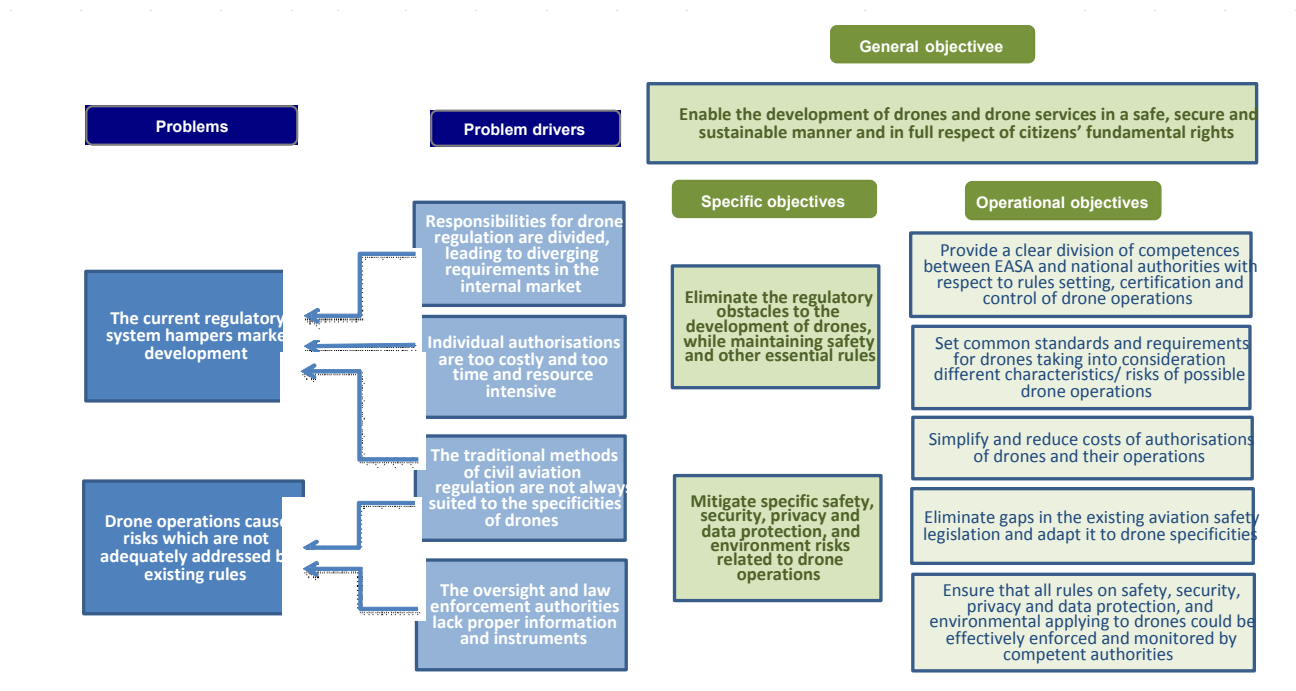 General objectivee
Enable the development of drones and drone services in a safe, secure and
sustainable manner and in full respect of citizens’ fundamental rights
Problems
Problem drivers
Specific objectives
Operational objectives
The current regulatory
system hampers marke
development
Drone operations cause
risks which are not
adequately addressed b
existing rules
Responsibilities for drone
regulation are divided,
leading to diverging
requirements in the
internal market
Individual authorisations
are too costly and too
time and resource
intensive
The traditional methods
of civil aviation
regulation are not always
suited to the specificities
of drones
The oversight and law
enforcement authorities
lack proper information
and instruments
Eliminate the regulatory
obstacles to the
development of drones,
while maintaining safety
and other essential rules
Mitigate specific safety,
security, privacy and
data protection, and
environment risks
related to drone
operations
Provide a clear division of competences
between EASA and national authorities with
respect to rules setting, certification and
control of drone operations
Set common standards and requirements
for drones taking into consideration
different characteristics/ risks of possible
drone operations
Simplify and reduce costs of authorisations
of drones and their operations
Eliminate gaps in the existing aviation safety
legislation and adapt it to drone specificities
Ensure that all rules on safety, security,
privacy and data protection, and
environmental applying to drones could be
effectively enforced and monitored by
competent authorities